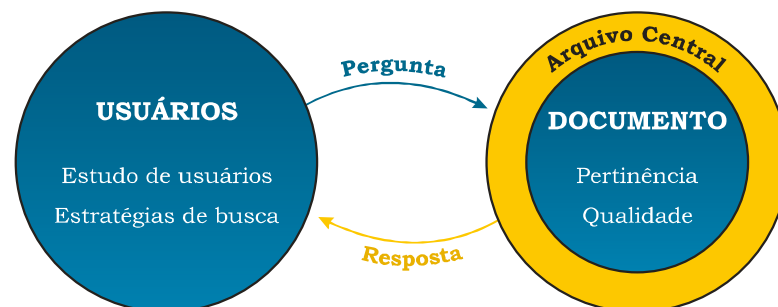 USUÁRIOS
Estudo de usuários
Estratégias de busca
Pergunta
Resposta
Arquivo Central
DOCUMENTO
Pertinência
Qualidade